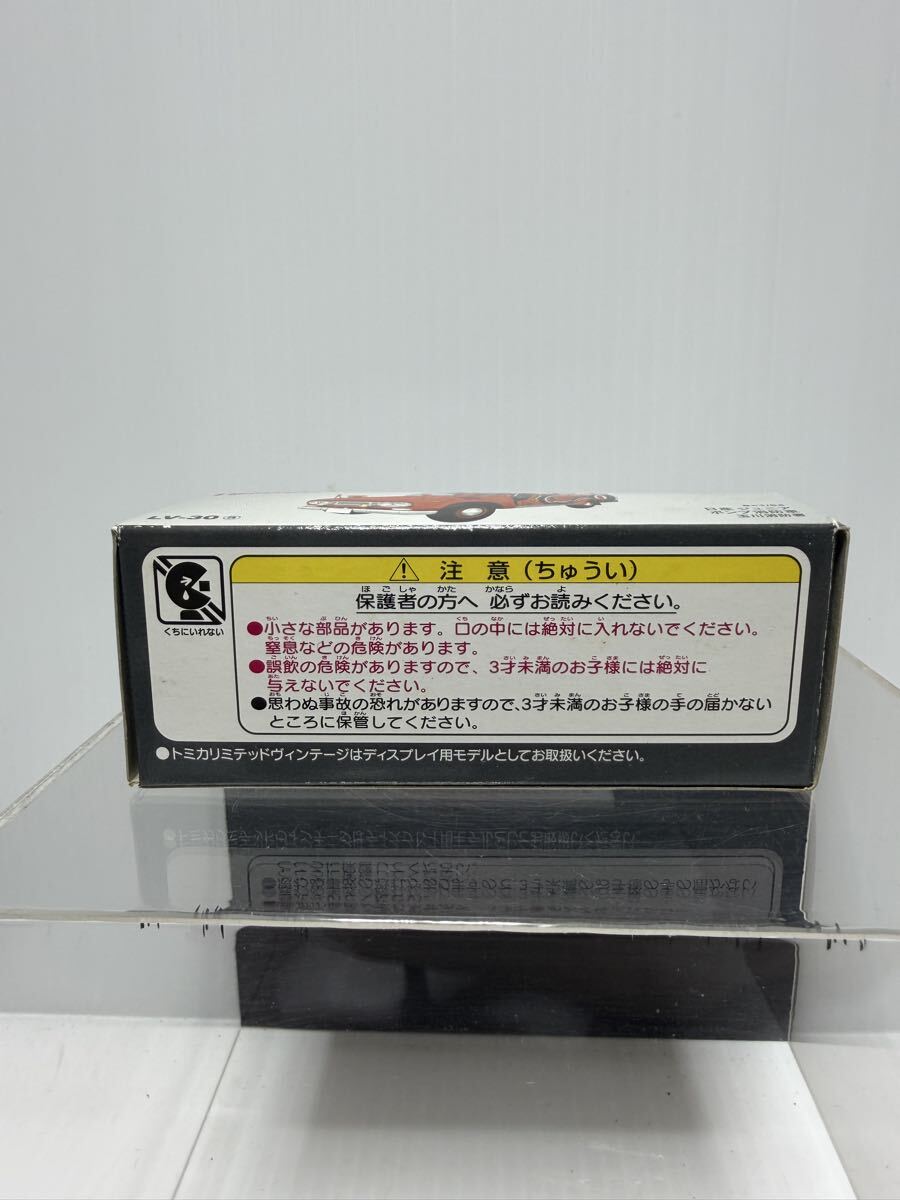 LV-30
くちにいれない
注 意(ちゅうい)
保護者の方へ 必ずお読みください。
●小さな部品があります。口の中には絶対に入れないでください。
窒息などの危険があります。
●誤飲の危険がありますので、3才未満のお子様には絶対に
与えないでください。
●思わぬ事故の恐れがありますので、3才未満のお子様の手の届かない
ところに保管してください。
●トミカリミテッドヴィンテージはディスプレイ用モデルとしてお取扱いください。